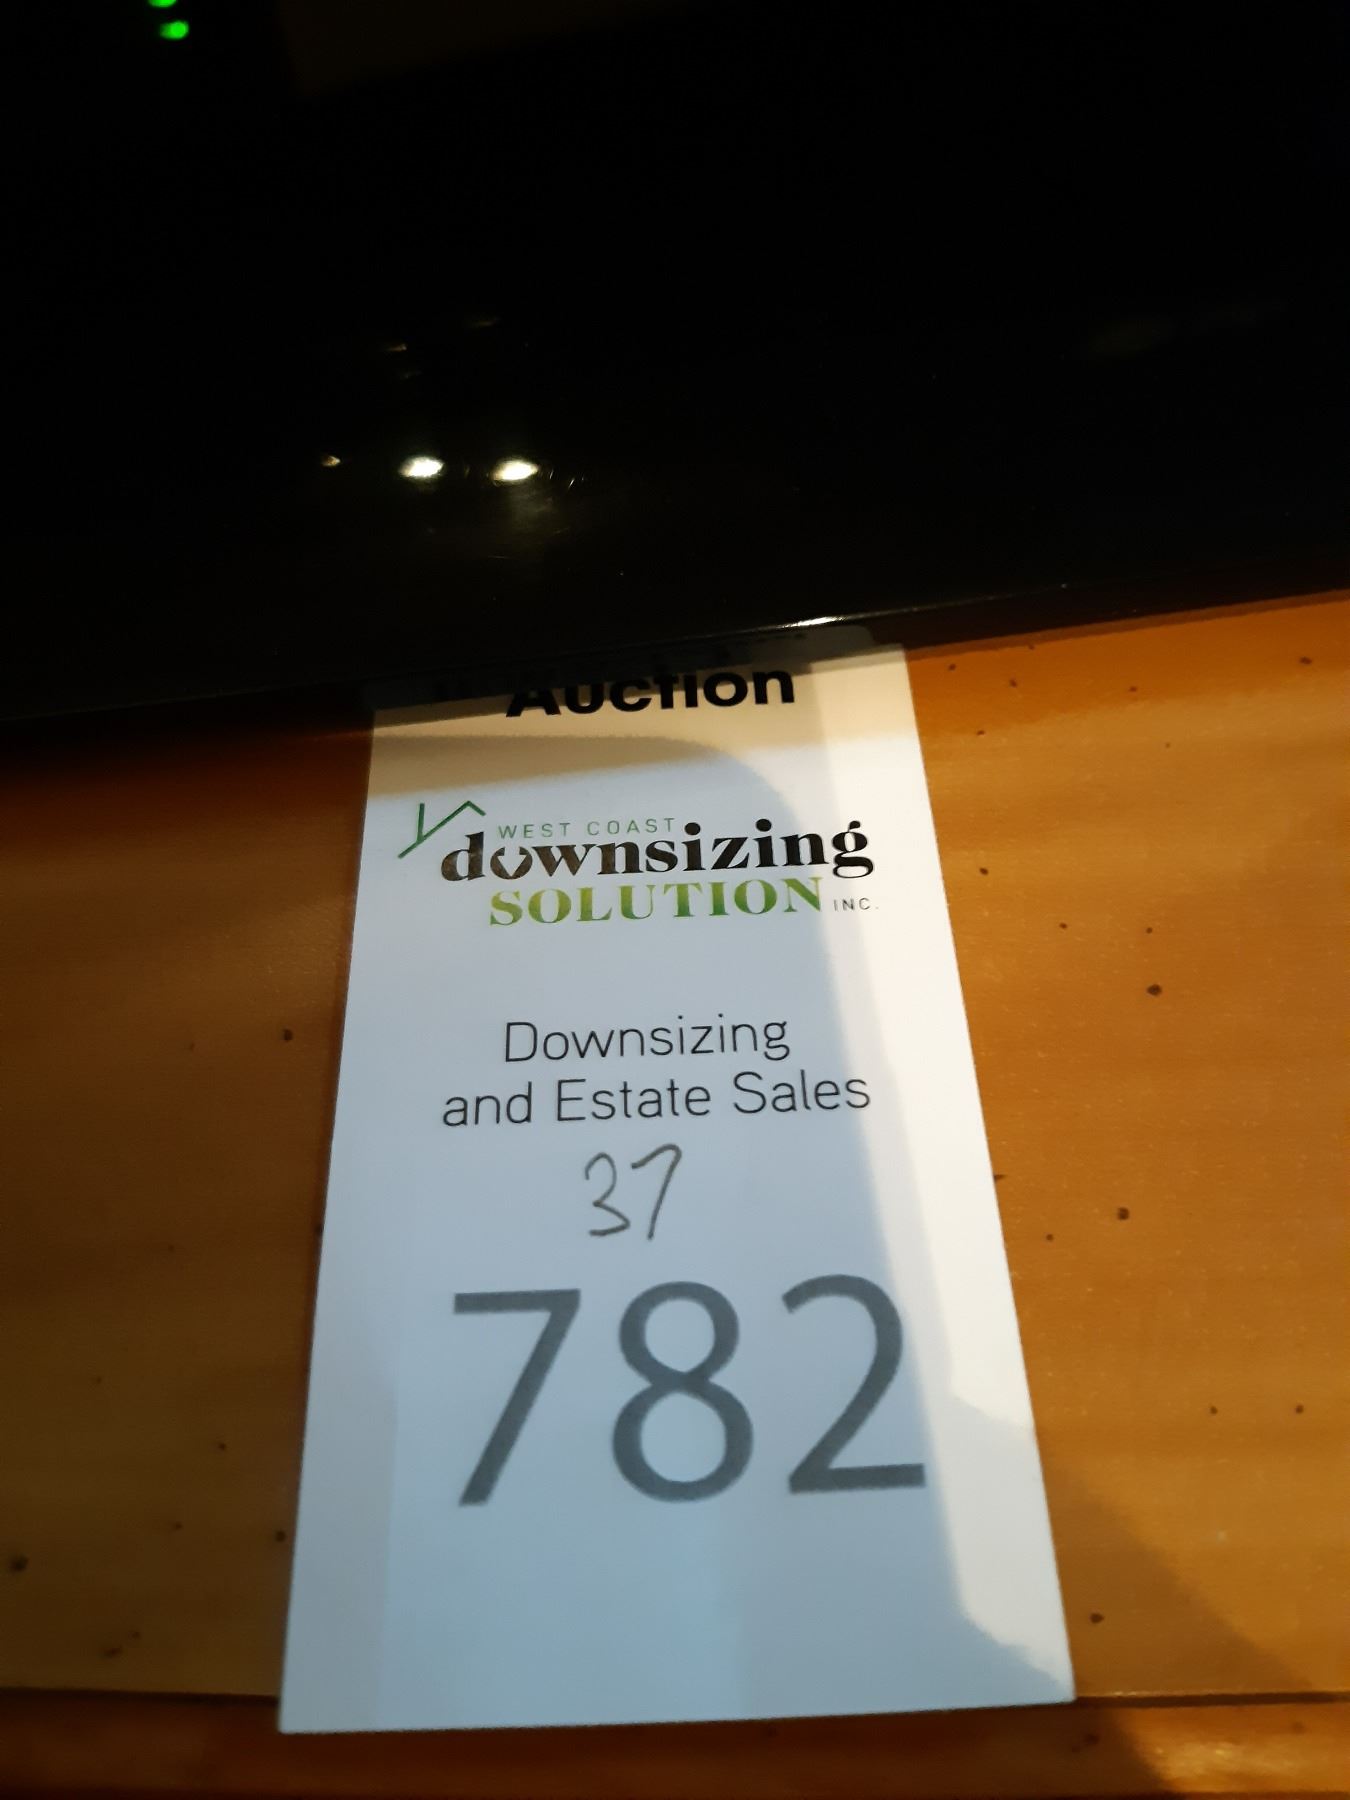 Auction
WEST COAST
downsizing
SOLUTION INC.
Downsizing
and Estate Sales
37
782